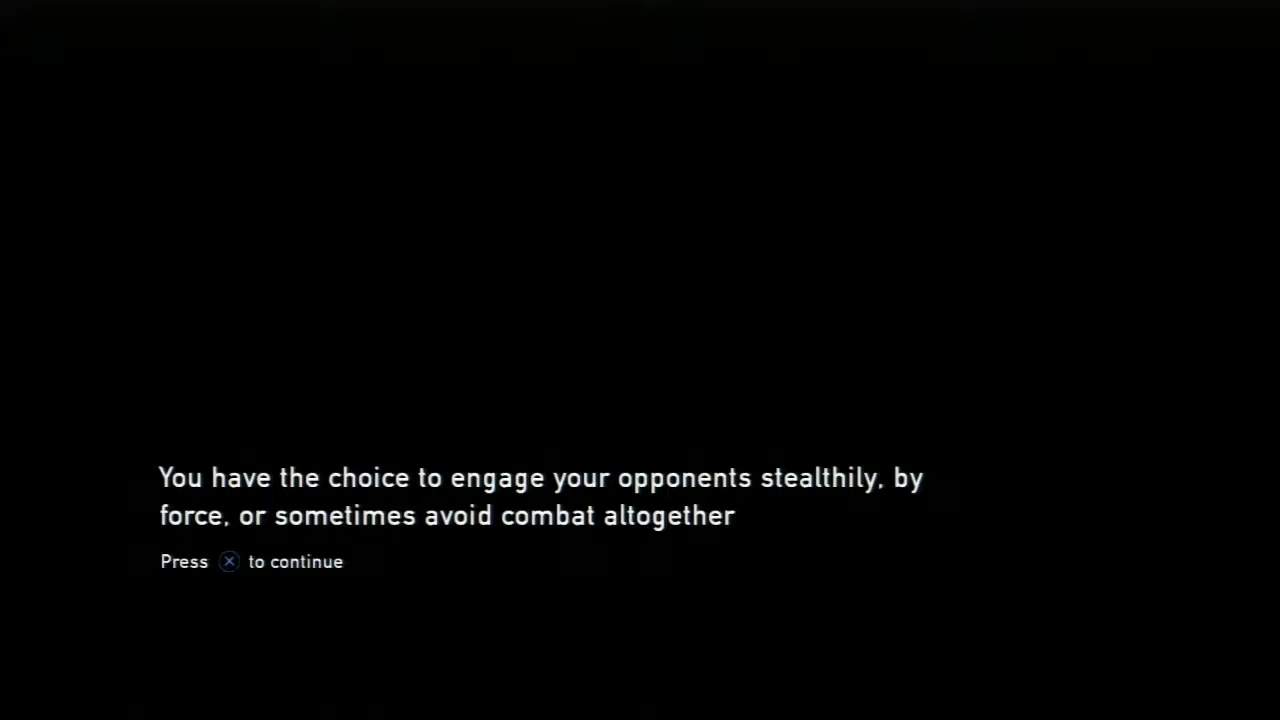 You have the choice to engage your opponents stealthily, by
force, or sometimes avoid combat altogether
Press ⓧ to continue